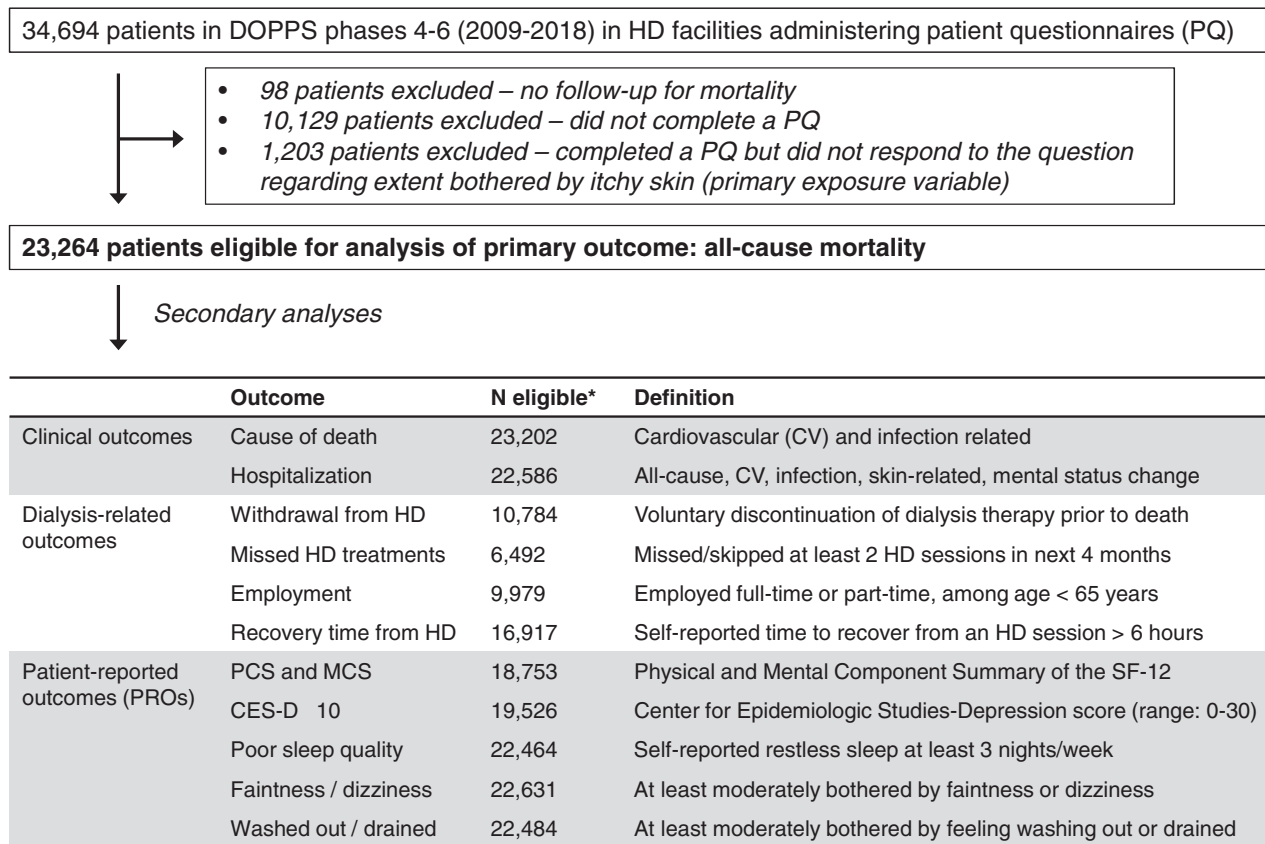 34,694 patients in DOPPS phases 4-6 (2009-2018) in HD facilities administering patient questionnaires (PQ)
• 98 patients excluded – no follow-up for mortality
• 10,129 patients excluded – did not complete a PQ
• 1,203 patients excluded – completed a PQ but did not respond to the question
regarding extent bothered by itchy skin (primary exposure variable)
23,264 patients eligible for analysis of primary outcome: all-cause mortality
Secondary analyses
Outcome N eligible* Definition
Clinical outcomes Cause of death 23,202 Cardiovascular (CV) and infection related
Hospitalization 22,586 All-cause, CV, infection, skin-related, mental status change
Dialysis-related Withdrawal from HD 10,784 Voluntary discontinuation of dialysis therapy prior to death
outcomes Missed HD treatments 6,492 Missed/skipped at least 2 HD sessions in next 4 months
Employment 9,979 Employed full-time or part-time, among age < 65 years
Recovery time from HD 16,917 Self-reported time to recover from an HD session > 6 hours
Patient-reported PCS and MCS 18,753 Physical and Mental Component Summary of the SF-12
outcomes (PROs) CES-D 10 19,526 Center for Epidemiologic Studies-Depression score (range: 0-30)
Poor sleep quality 22,464 Self-reported restless sleep at least 3 nights/week
Faintness / dizziness 22,631 At least moderately bothered by faintness or dizziness
Washed out / drained 22,484 At least moderately bothered by feeling washing out or drained